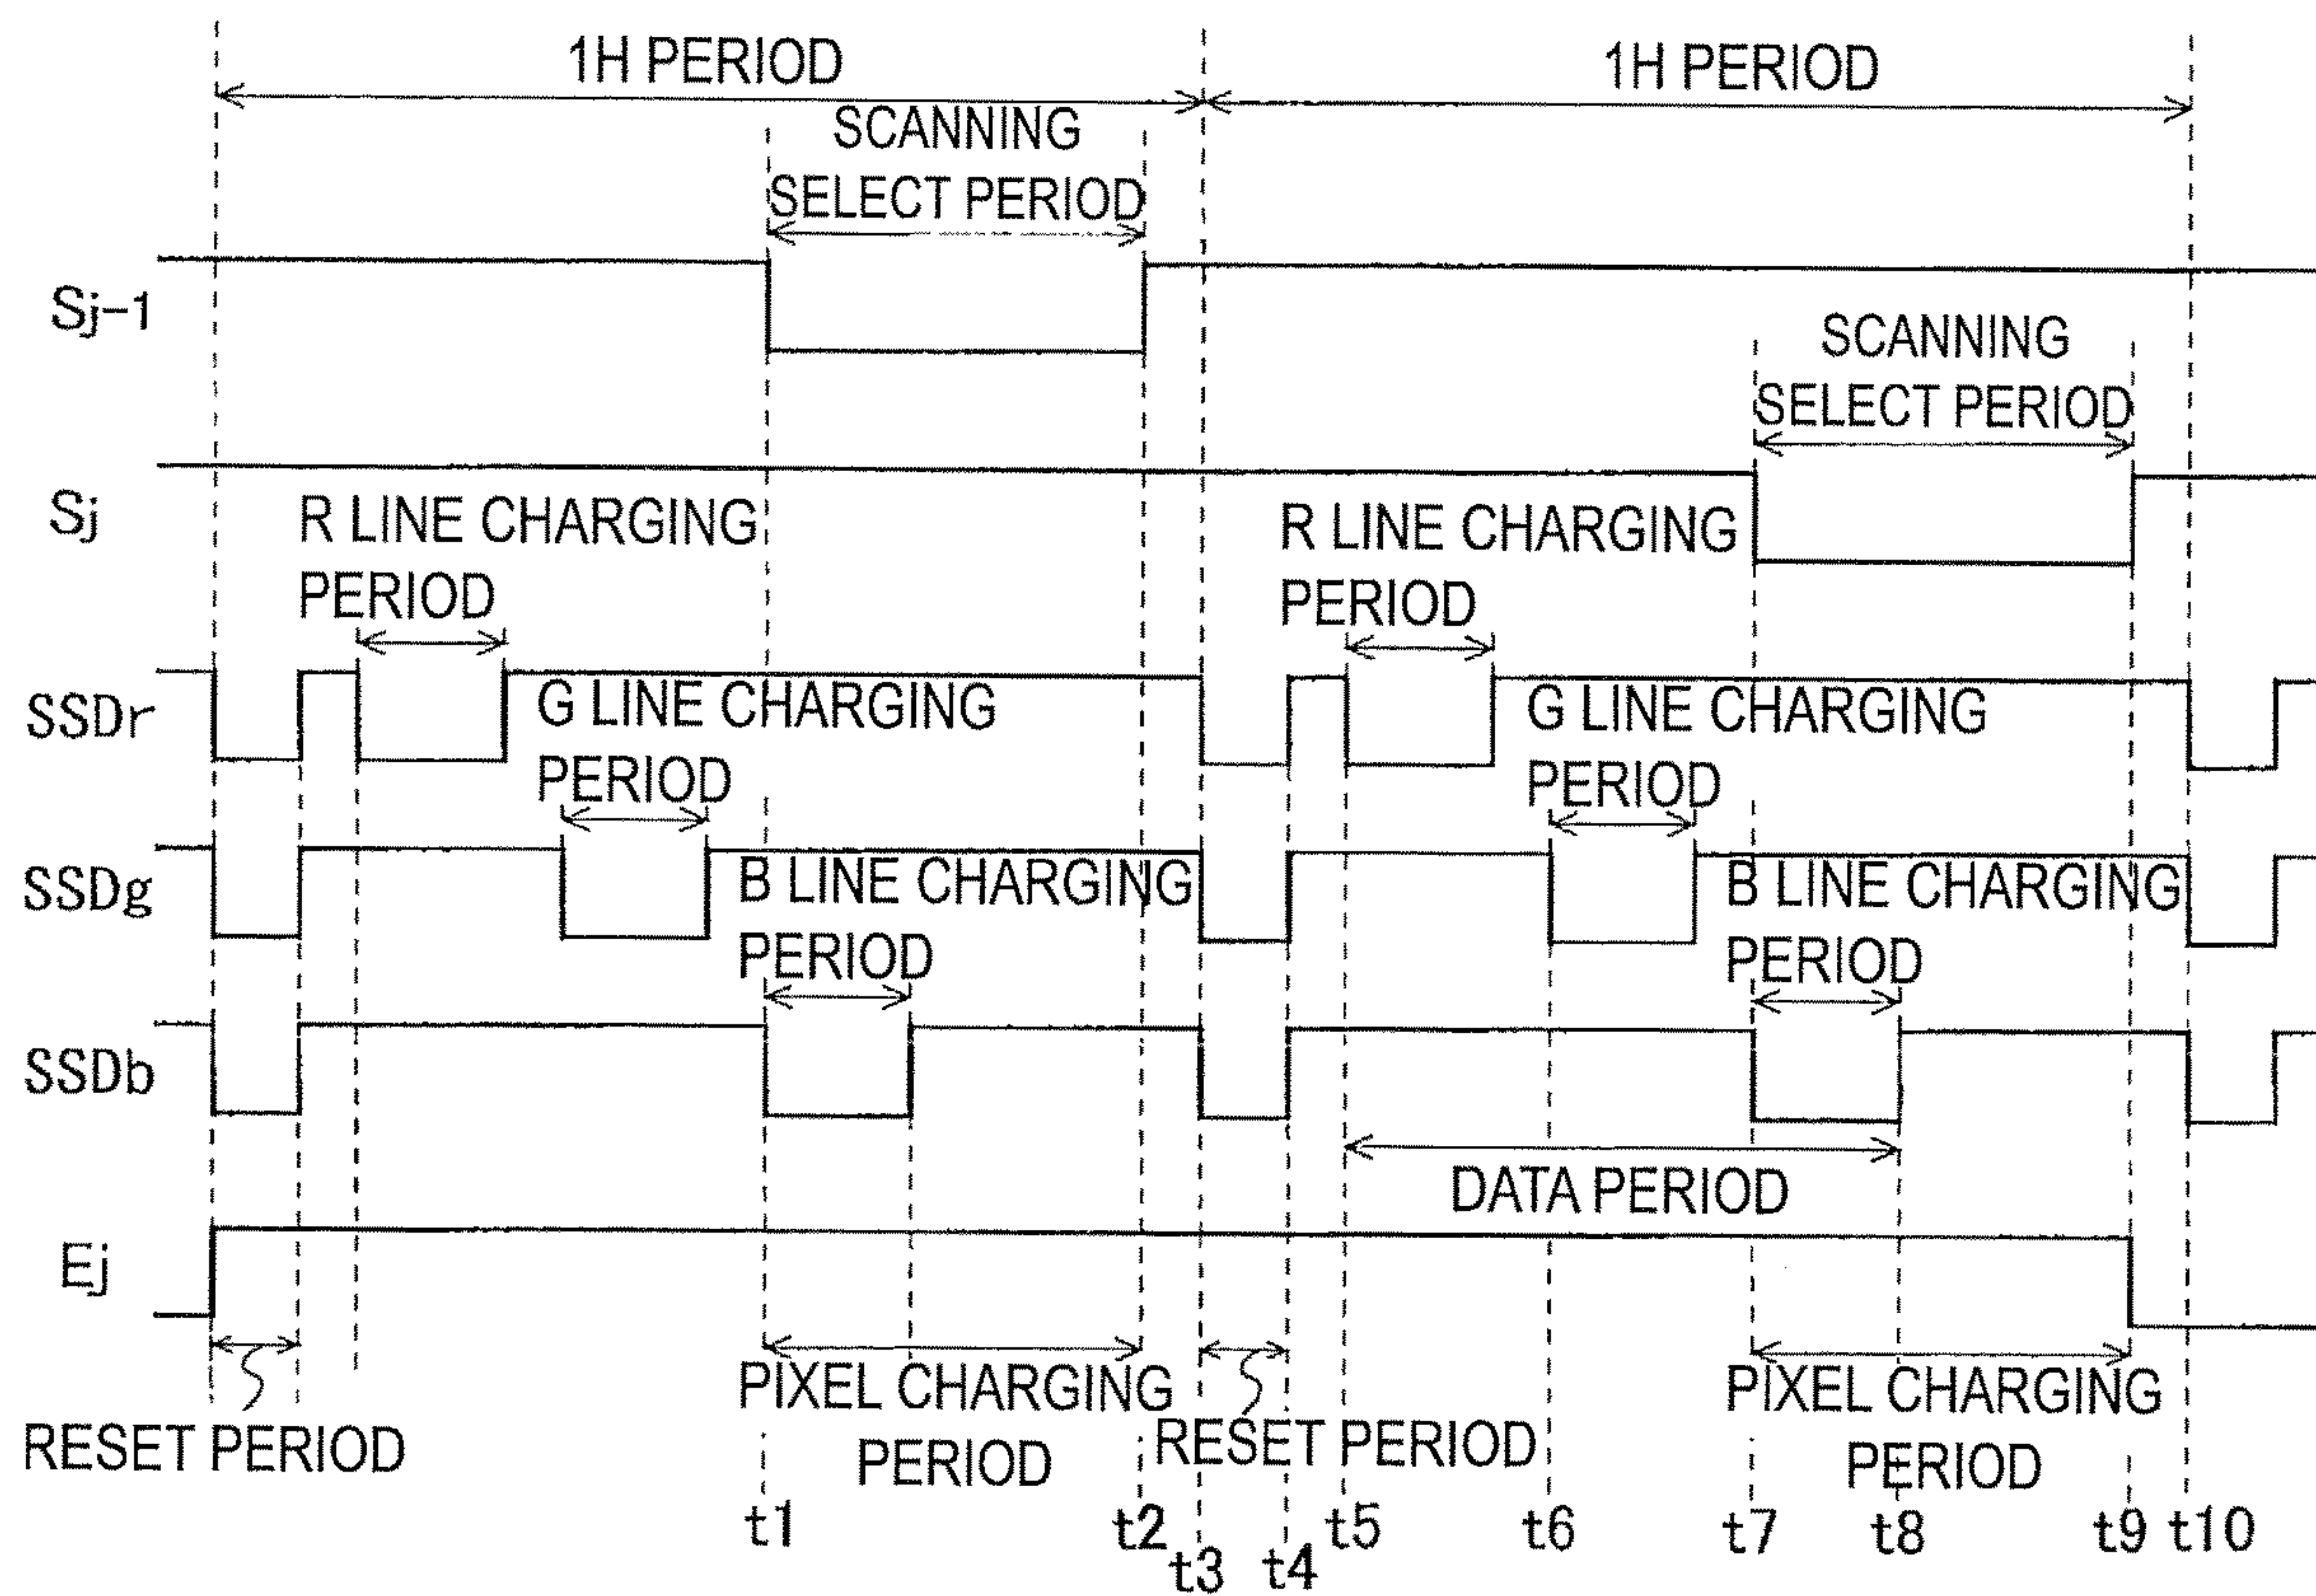 1H PERIOD
1H PERIOD
SCANNING
SELECT PERIOD
Sj-1
SCANNING
SELECT PERIOD
Sj
R LINE CHARGING
PERIOD
R LINE CHARGING
PERIOD
SSDr
G LINE CHARGING
PERIOD
G LINE CHARGING
PERIOD
SSDg
B LINE CHARGING
PERIOD
B LINE CHARGING
PERIOD
SSDb
DATA PERIOD
Ej
RESET PERIOD
PIXEL CHARGING
PERIOD
RESET PERIOD
PIXEL CHARGING
PERIOD
t1
t2
t3
t4
t5
t6
t7
t8
t9
t10